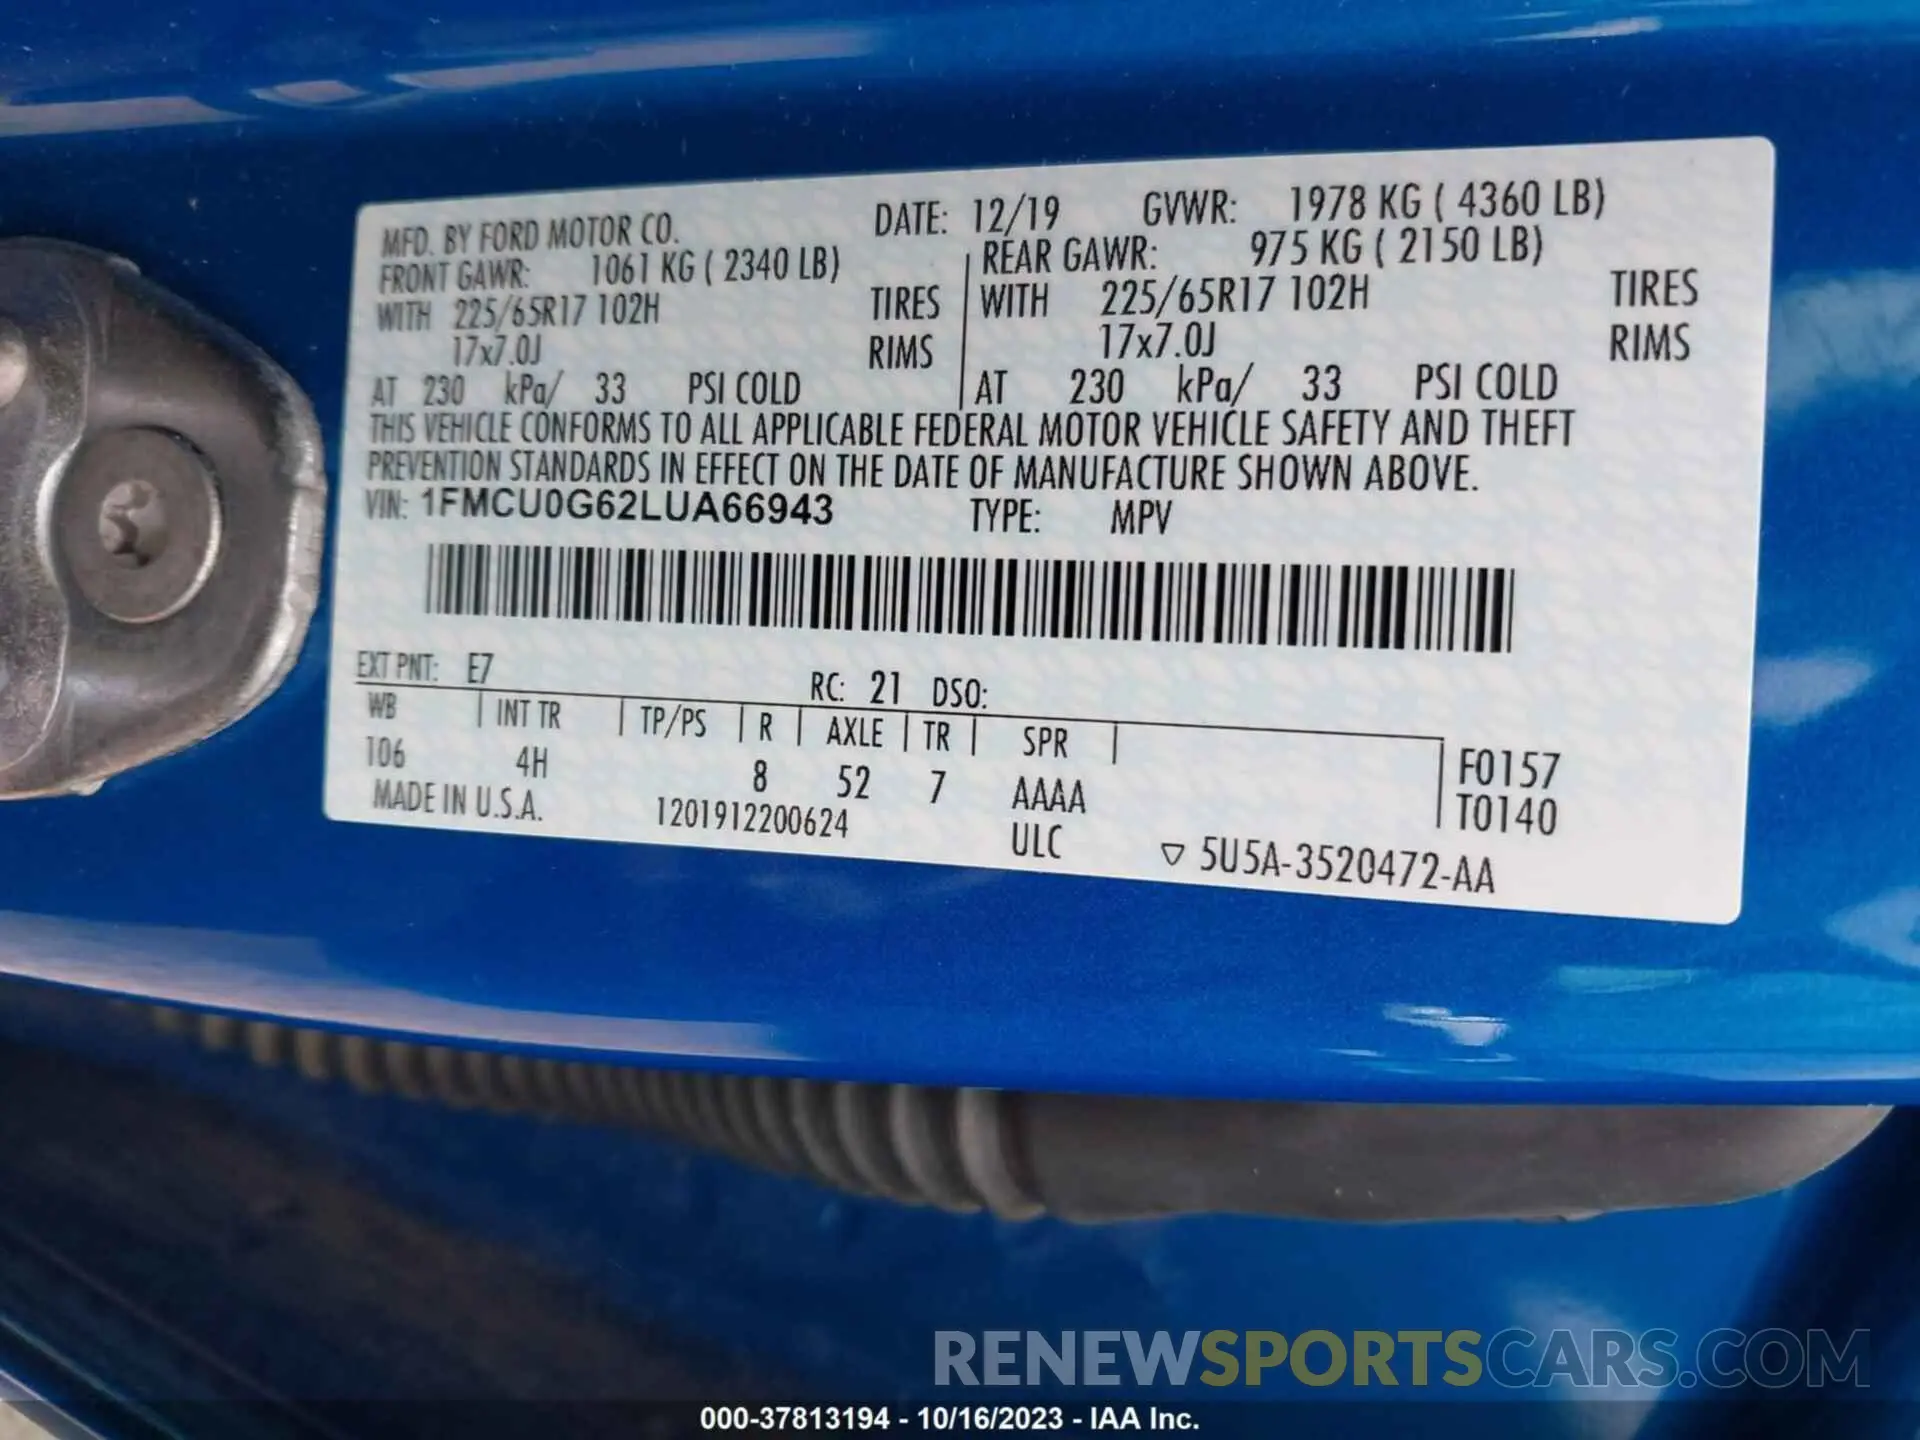 MFD. BY FORD MOTOR CO. DATE: 12/19 GVWR: 1978 KG ( 4360 LB)
FRONT GAWR: 1061 KG ( 2340 LB) REAR GAWR: 975 KG ( 2150 LB)
WITH 225/65R17 102H TIRES WITH 225/65R17 102H TIRES
17x7.0J RIMS 17x7.0J RIMS
AT 230 kPa/ 33 PSI COLD AT 230 kPa/ 33 PSI COLD
THIS VEHICLE CONFORMS TO ALL APPLICABLE FEDERAL MOTOR VEHICLE SAFETY AND THEFT
PREVENTION STANDARDS IN EFFECT ON THE DATE OF MANUFACTURE SHOWN ABOVE.
VIN: 1FMCU0G62LUA66943 TYPE: MPV
EXT PNT: E7 RC: 21 DSO:
WB INT TR TP/PS R AXLE TR SPR
106 4H 8 52 7 AAAA F0157
MADE IN U.S.A. 1201912200624 ULC T0140
▽ 5U5A-3520472-AA
RENEWSPORTSCARS.COM
000-37813194 - 10/16/2023 - IAA Inc.